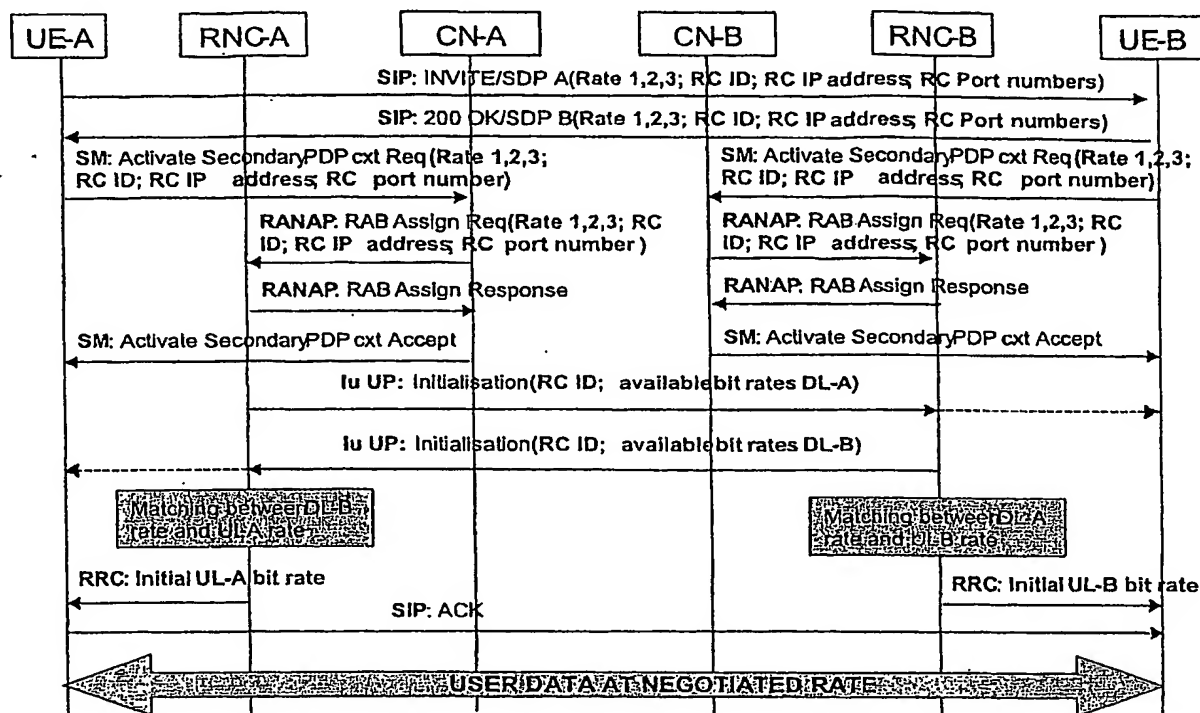 UE-A RNC-A CN-A CN-B RNC-B UE-B
SIP: INVITE/SDP A(Rate 1,2,3; RC ID; RC IP address, RC Port numbers)
SIP: 200 OK/SDP B(Rate 1,2,3; RC ID; RC IP address, RC Port numbers)
SM: Activate SecondaryPDP cxt Req(Rate 1,2,3;
RC ID; RC IP address, RC port number)
SM: Activate SecondaryPDP cxt Req(Rate 1,2,3;
RC ID; RC IP address, RC port number)
RANAP: RAB Assign Req(Rate 1,2,3; RC
ID; RC IP address, RC port number)
RANAP: RAB Assign Req(Rate 1,2,3; RC
ID; RC IP address, RC port number)
RANAP: RAB Assign Response
RANAP: RAB Assign Response
SM: Activate SecondaryPDP cxt Accept
SM: Activate SecondaryPDP cxt Accept
Iu UP: Initialisation(RC ID; available bit rates DL-A)
Iu UP: Initialisation(RC ID; available bit rates DL-B)
Matching between DL-B
rate and UL-A rate
Matching between DL-A
rate and UL-B rate
RRC: Initial UL-A bit rate
RRC: Initial UL-B bit rate
SIP: ACK
USER DATA AT NEGOTIATED RATE